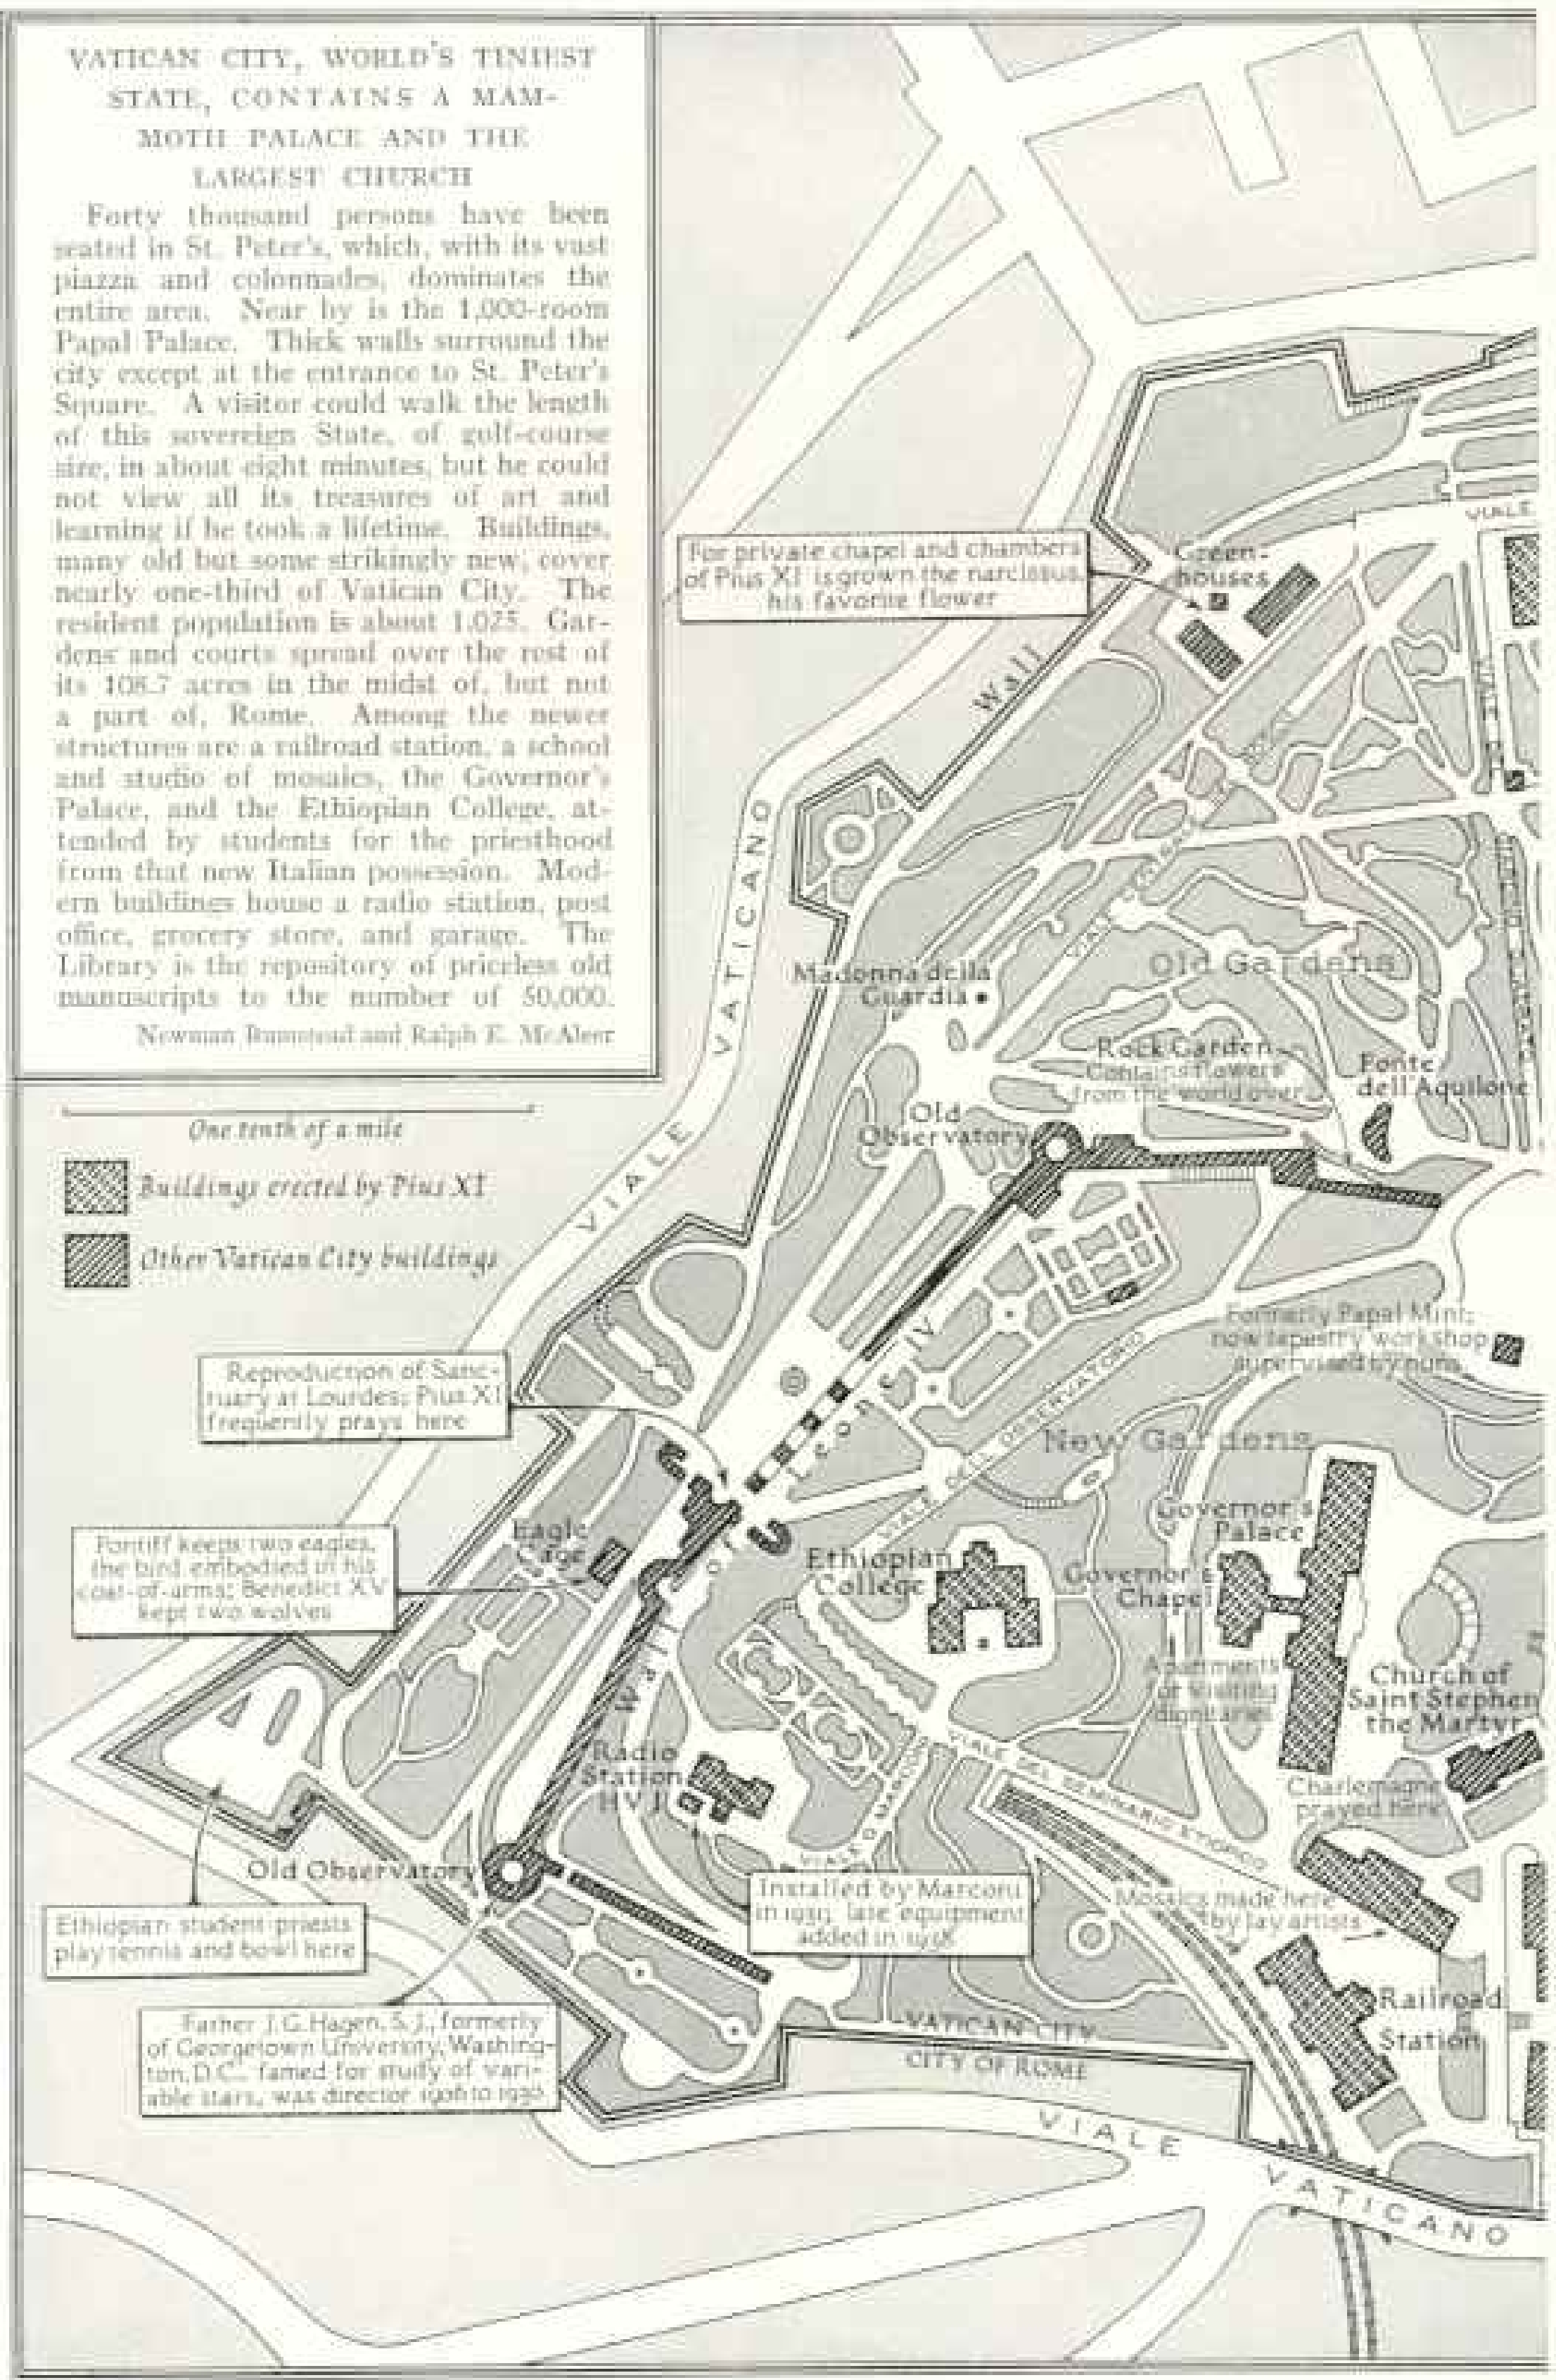 VATICAN CITY, WORLD'S TINIEST
STATE, CONTAINS A MAM-
MOTH PALACE AND THE
LARGEST CHURCH
Forty thousand persons have been
seated in St. Peter's, which, with its vast
piazza and colonnades, dominates the
entire area. Near by is the 1,000-room
Papal Palace. Thick walls surround the
city except at the entrance to St. Peter's
Square. A visitor could walk the length
of this sovereign State, of golf-course
size, in about eight minutes, but he could
not view all its treasures of art and
learning if he took a lifetime. Buildings,
many old but some strikingly new, cover
nearly one-third of Vatican City. The
resident population is about 1,025. Gar-
dens and courts spread over the rest of
its 108.7 acres in the midst of, but not
a part of, Rome. Among the newer
structures are a railroad station, a school
and studio of mosaics, the Governor's
Palace, and the Ethiopian College, at-
tended by students for the priesthood
from that new Italian possession. Mod-
ern buildings house a radio station, post
office, grocery store, and garage. The
Library is the repository of priceless old
manuscripts to the number of 50,000.
Newman Bumstead and Ralph E. McAleer
One tenth of a mile
Buildings erected by Pius XI
Other Vatican City buildings
VIALE VATICANO
Wall
For private chapel and chambers
of Pius XI is grown the narcissus,
his favorite flower
Green-
houses
VIALE
Madonna della
Guardia
Old Gardens
Rock Garden
Contains flowers
from the world over
Fonte
dell'Aquilone
Old
Observatory
Formerly Papal Mint;
now tapestry workshop
supervised by nuns
Reproduction of Sanc-
tuary at Lourdes; Pius XI
frequently prays here
Wall of Leone IV
VIALE DELL'OSSERVATORIO
New Gardens
Pontiff keeps two eagles,
the bird embodied in his
coat-of-arms; Benedict XV
kept two wolves
Eagle
Cage
Ethiopian
College
Governor's
Palace
Governor's
Chapel
Apartments
for visiting
dignitaries
Church of
Saint Stephen
the Martyr
Charlemagne
prayed here
Radio
Station
HVJ
VIALE G. MARCONI
VIALE DEL SEMINARIO ETIOPICO
Old Observatory
Ethiopian student priests
play tennis and bowl here
Installed by Marconi
in 1931; late equipment
added in 1938
Mosaics made here
by lay artists
Railroad
Station
Father J. G. Hagen, S. J., formerly
of Georgetown University, Washing-
ton, D.C., famed for study of vari-
able stars, was director 1906 to 1930
VATICAN CITY
CITY OF ROME
VIALE VATICANO